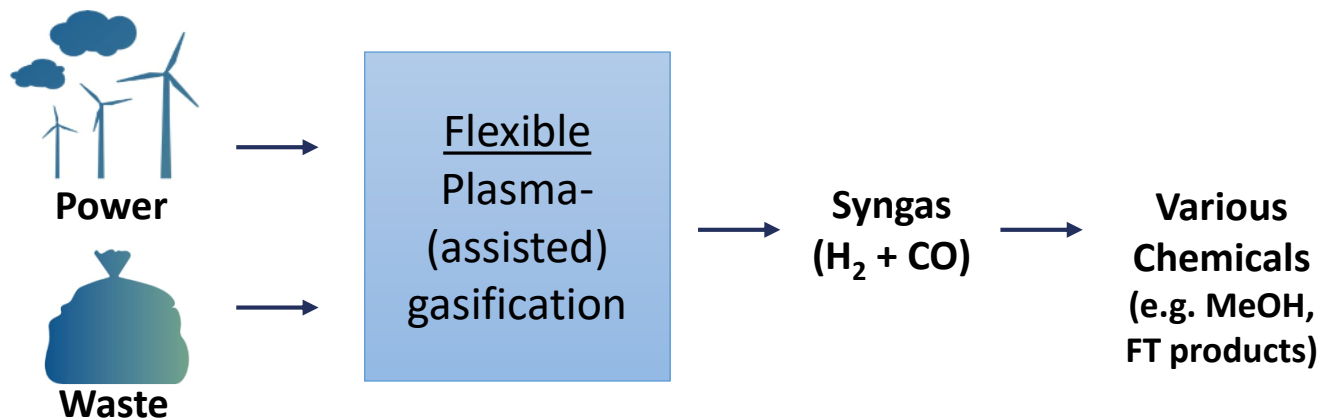 Power
Waste
Flexible
Plasma-
(assisted)
gasification
Syngas
(H₂ + CO)
Various
Chemicals
(e.g. MeOH,
FT products)